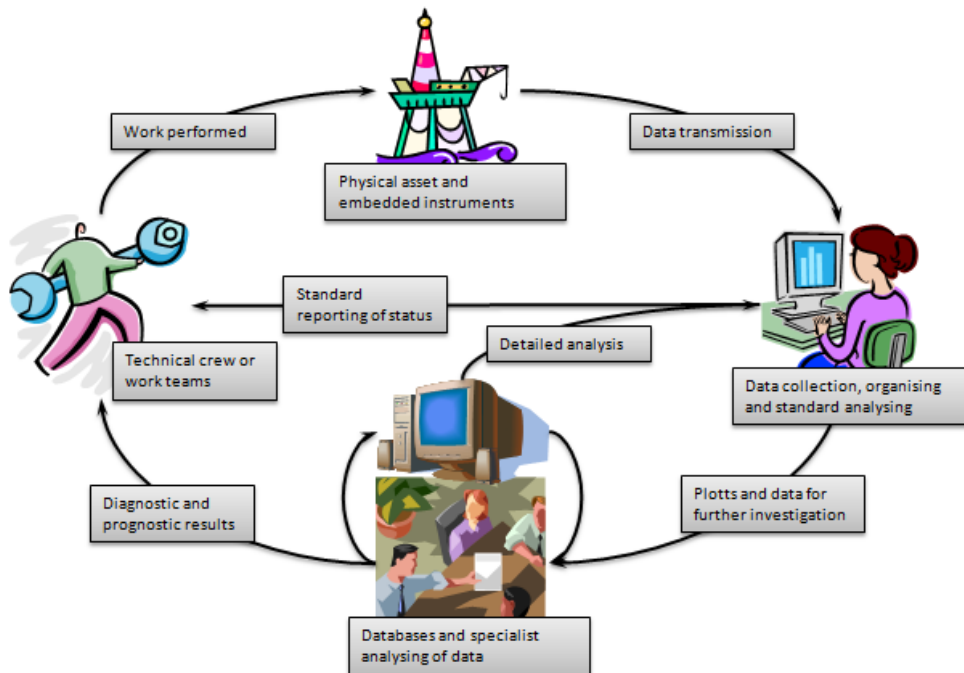 Work performed
Data transmission
Physical asset and
embedded instruments
Standard
reporting of status
Detailed analysis
Technical crew or
work teams
Data collection, organising
and standard analysing
Diagnostic and
prognostic results
Plotts and data for
further investigation
Databases and specialist
analysing of data